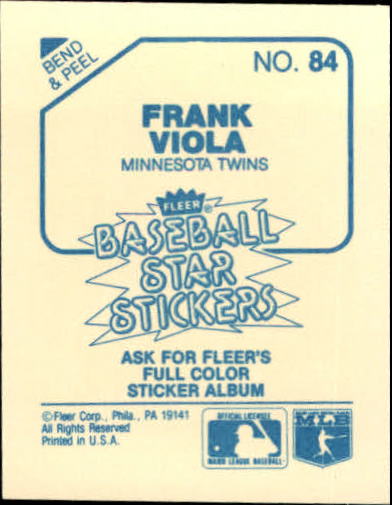 BEND
& PEEL
NO. 84
FRANK
VIOLA
MINNESOTA TWINS
FLEER®
BASEBALL
STAR
STICKERS
ASK FOR FLEER'S
FULL COLOR
STICKER ALBUM
©Fleer Corp., Phila., PA 19141
All Rights Reserved
Printed in U.S.A.
OFFICIAL LICENSEE
MAJOR LEAGUE BASEBALL
MLB